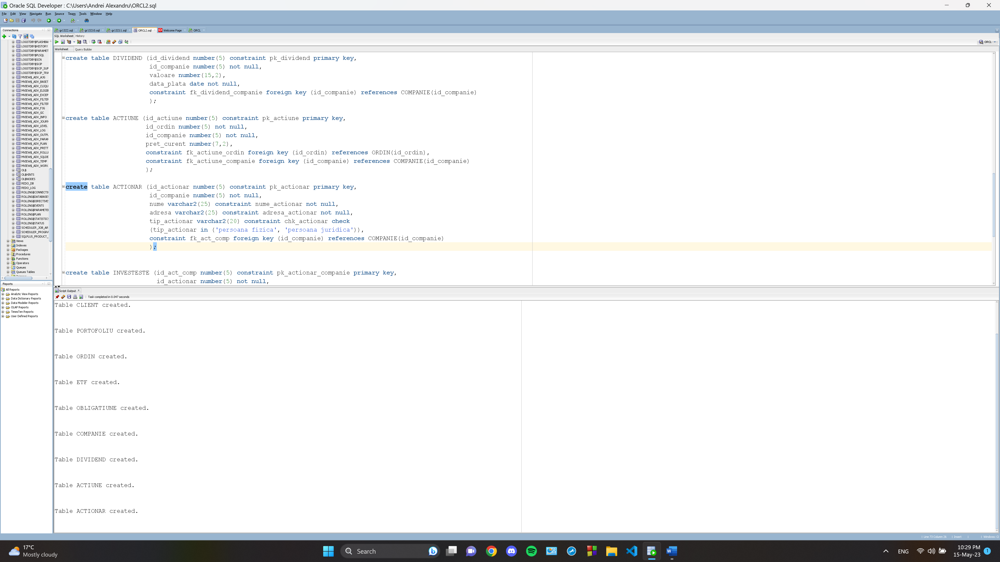 Oracle SQL Developer : C:\Users\Andrei Alexandru\ORCL2.sql
File Edit View Navigate Run Source Team Tools Window Help
Connections
gr1322.sql gr13210.sql gr13211.sql ORCL2.sql Welcome Page ORCL
SQL Worksheet History
ORCL
Worksheet Query Builder
LOGSTDBY$FLASHBAC
LOGSTDBY$HISTORY
LOGSTDBY$PARAMET
LOGSTDBY$PLSQL
LOGSTDBY$SCN
LOGSTDBY$SKIP
LOGSTDBY$SKIP_SUP
LOGSTDBY$SKIP_TRA
MVIEW$_ADV_AJG
MVIEW$_ADV_BASET
MVIEW$_ADV_CLIQU
MVIEW$_ADV_ELIGIB
MVIEW$_ADV_EXCEP
MVIEW$_ADV_FILTER
MVIEW$_ADV_FILTER
MVIEW$_ADV_FJG
MVIEW$_ADV_GC
MVIEW$_ADV_INFO
MVIEW$_ADV_JOURN
MVIEW$_ADV_LEVEL
MVIEW$_ADV_LOG
MVIEW$_ADV_OUTPU
MVIEW$_ADV_PARAM
MVIEW$_ADV_PLAN
MVIEW$_ADV_PRETT
MVIEW$_ADV_ROLLU
MVIEW$_ADV_SQLDE
MVIEW$_ADV_TEMP
MVIEW$_ADV_WORK
OL$
OL$HINTS
OL$NODES
REDO_DB
REDO_LOG
ROLLING$CONNECTIO
ROLLING$DATABASES
ROLLING$DIRECTIVES
ROLLING$EVENTS
ROLLING$PARAMETER
ROLLING$PLAN
ROLLING$STATISTICS
ROLLING$STATUS
SCHEDULER_JOB_AR
SCHEDULER_PROGRA
SQLPLUS_PRODUCT_
Views
Indexes
Packages
Procedures
Functions
Operators
Queues
Queues Tables
create table DIVIDEND (id_dividend number(5) constraint pk_dividend primary key,
id_companie number(5) not null,
valoare number(15,2),
data_plata date not null,
constraint fk_dividend_companie foreign key (id_companie) references COMPANIE(id_companie)
);
create table ACTIUNE (id_actiune number(5) constraint pk_actiune primary key,
id_ordin number(5) not null,
id_companie number(5) not null,
pret_curent number(7,2),
constraint fk_actiune_ordin foreign key (id_ordin) references ORDIN(id_ordin),
constraint fk_actiune_companie foreign key (id_companie) references COMPANIE(id_companie)
);
create table ACTIONAR (id_actionar number(5) constraint pk_actionar primary key,
id_companie number(5) not null,
nume varchar2(25) constraint nume_actionar not null,
adresa varchar2(25) constraint adresa_actionar not null,
tip_actionar varchar2(20) constraint chk_actionar check
(tip_actionar in ('persoana fizica', 'persoana juridica')),
constraint fk_act_comp foreign key (id_companie) references COMPANIE(id_companie)
);
create table INVESTESTE (id_act_comp number(5) constraint pk_actionar_companie primary key,
id_actionar number(5) not null,
Reports
All Reports
Analytic View Reports
Data Dictionary Reports
Data Modeler Reports
OLAP Reports
TimesTen Reports
User Defined Reports
Script Output
Task completed in 0.047 seconds
Table CLIENT created.
Table PORTOFOLIU created.
Table ORDIN created.
Table ETF created.
Table OBLIGATIUNE created.
Table COMPANIE created.
Table DIVIDEND created.
Table ACTIUNE created.
Table ACTIONAR created.
Line 73 Column 26 Insert Windows: C
17°C
Mostly cloudy
Search
ENG
10:29 PM
15-May-23
1